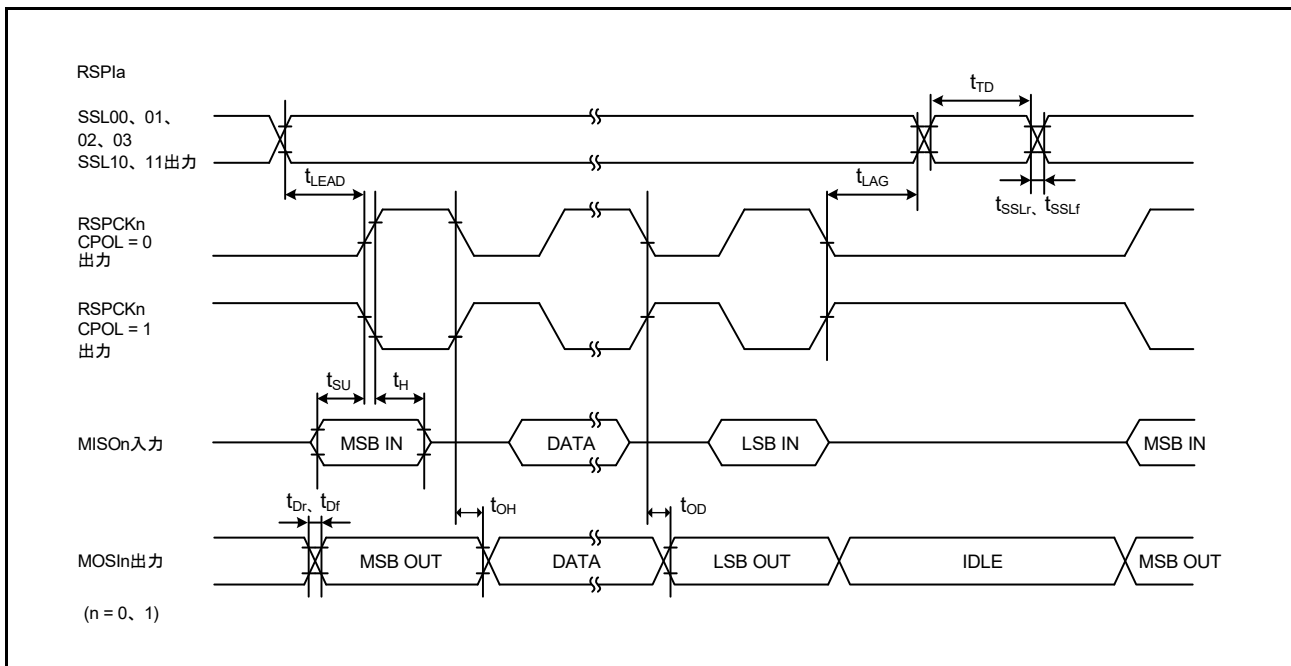 RSPIa
SSL00、01、
02、03
SSL10、11出力
tTD
tLEAD
tLAG
tSSLr、tSSLf
RSPCKn
CPOL = 0
出力
RSPCKn
CPOL = 1
出力
tSU
tH
MISOn入力
MSB IN
DATA
LSB IN
MSB IN
tDr、tDf
tOH
tOD
MOSIn出力
MSB OUT
DATA
LSB OUT
IDLE
MSB OUT
(n = 0、1)